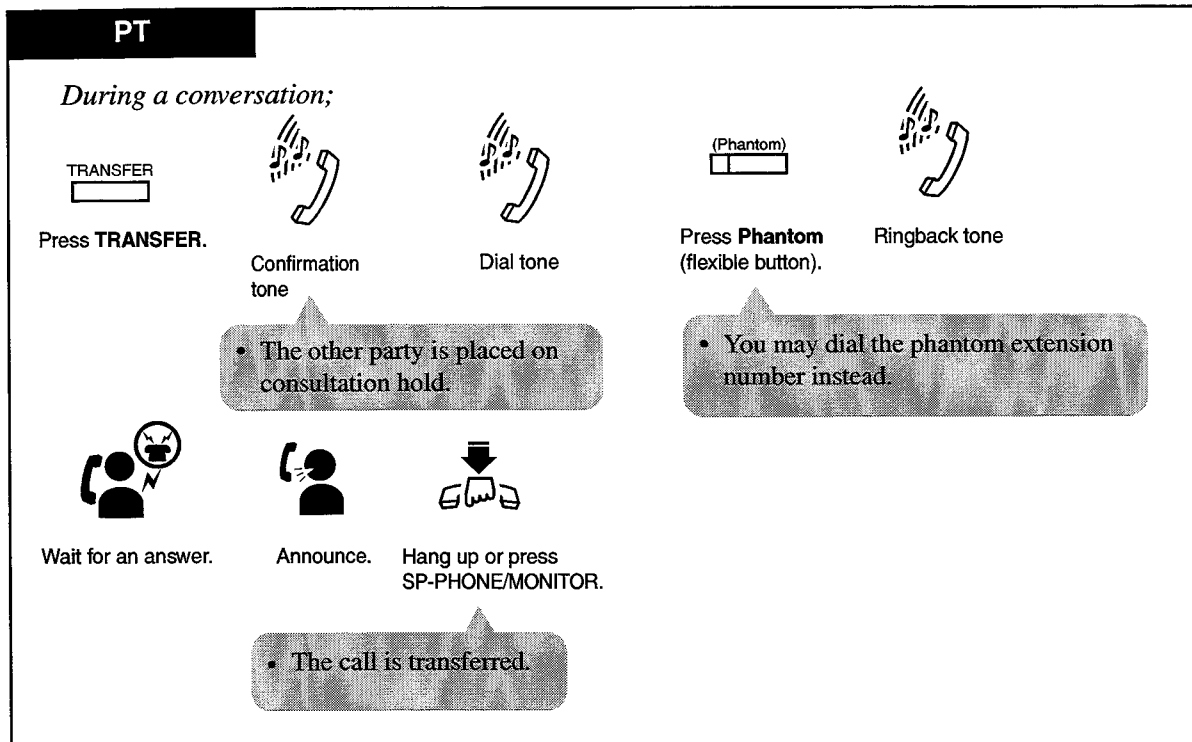 PT
During a conversation;
TRANSFER
Press TRANSFER.
Confirmation
tone
Dial tone
(Phantom)
Press Phantom
(flexible button).
Ringback tone
• The other party is placed on
consultation hold.
• You may dial the phantom extension
number instead.
Wait for an answer.
Announce.
Hang up or press
SP-PHONE/MONITOR.
• The call is transferred.